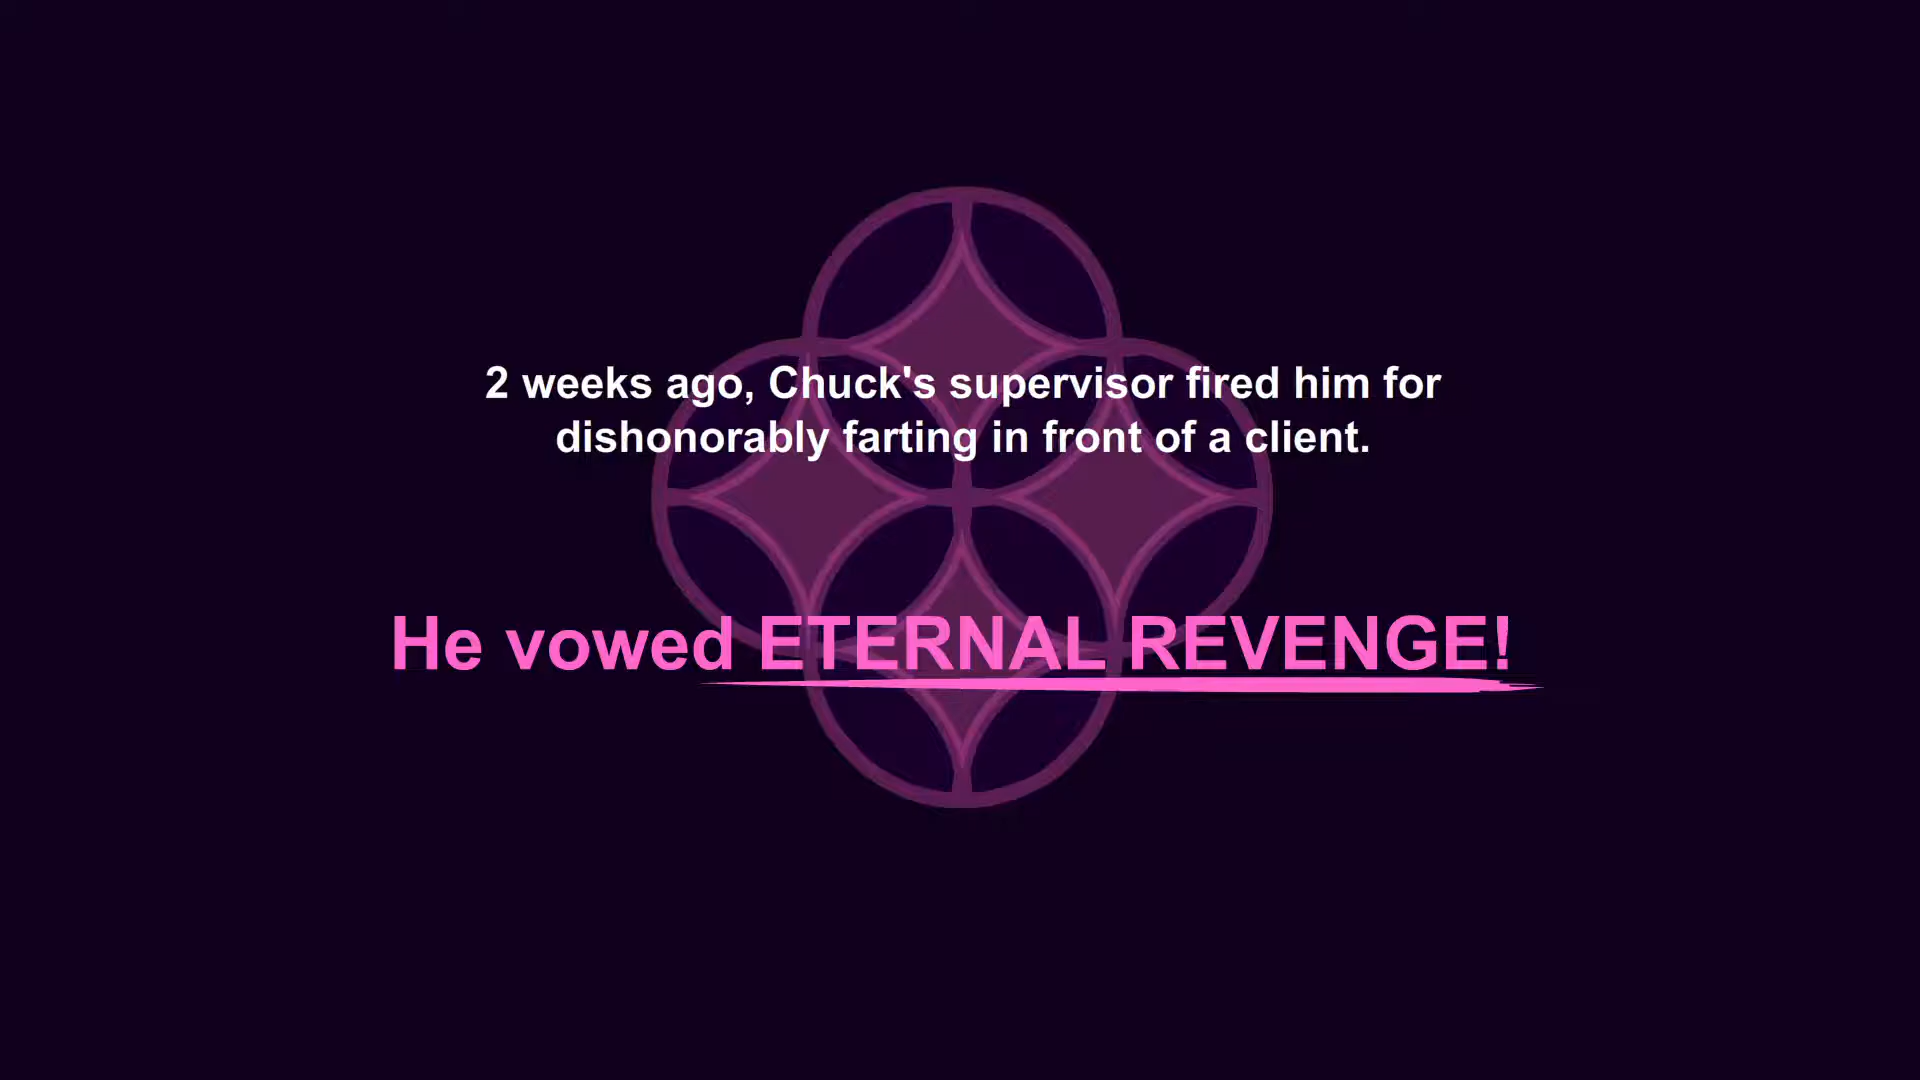 2 weeks ago, Chuck's supervisor fired him for
dishonorably farting in front of a client.
He vowed ETERNAL REVENGE!